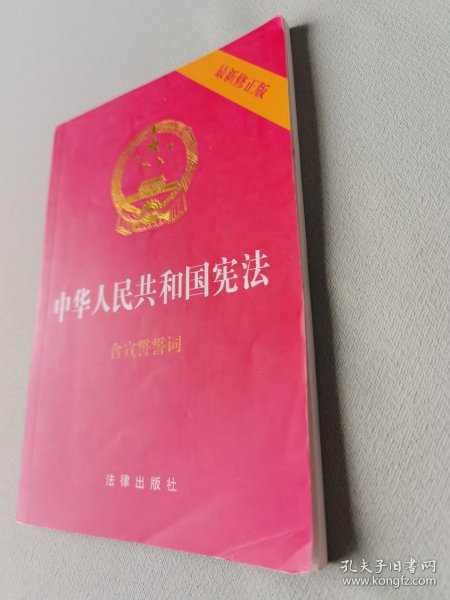 最新修正版
中华人民共和国宪法
含宣誓誓词
法律出版社
孔夫子旧书网
www.kongfz.com